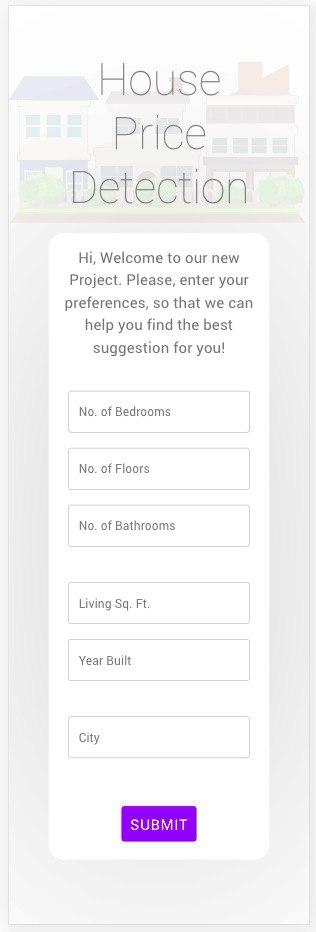 House
Price
Detection
Hi, Welcome to our new
Project. Please, enter your
preferences, so that we can
help you find the best
suggestion for you!
No. of Bedrooms
No. of Floors
No. of Bathrooms
Living Sq. Ft.
Year Built
City
SUBMIT